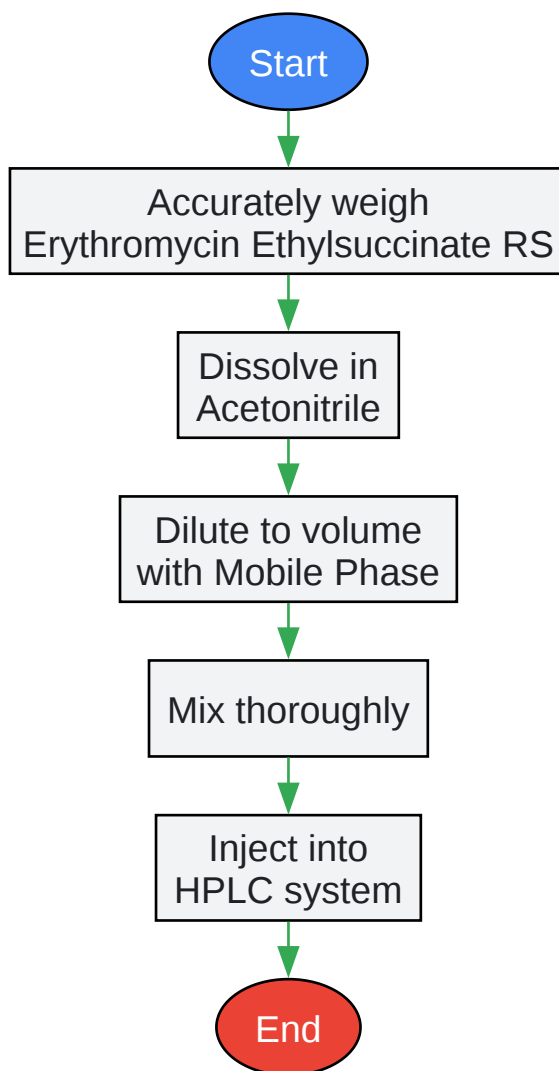 Start
Accurately weigh
Erythromycin Ethylsuccinate RS
Dissolve in
Acetonitrile
Dilute to volume
with Mobile Phase
Mix thoroughly
Inject into
HPLC system
End